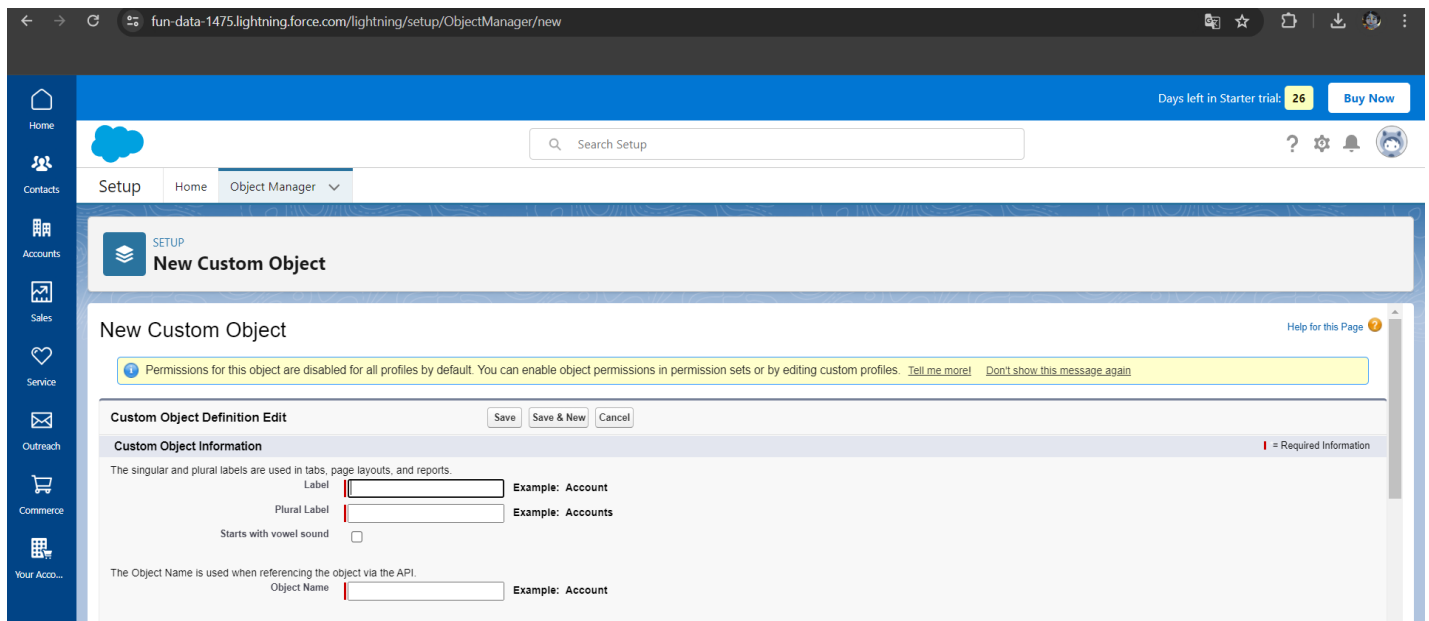 fun-data-1475.lightning.force.com/lightning/setup/ObjectManager/new
Days left in Starter trial: 26 Buy Now
Home
Search Setup
Contacts
Setup Home Object Manager
Accounts
SETUP
New Custom Object
Sales
New Custom Object
Help for this Page
Service
Permissions for this object are disabled for all profiles by default. You can enable object permissions in permission sets or by editing custom profiles. Tell me more! Don't show this message again
Custom Object Definition Edit Save Save & New Cancel
Outreach
Custom Object Information = Required Information
The singular and plural labels are used in tabs, page layouts, and reports.
Label Example: Account
Commerce
Plural Label Example: Accounts
Starts with vowel sound
Your Acco...
The Object Name is used when referencing the object via the API.
Object Name Example: Account